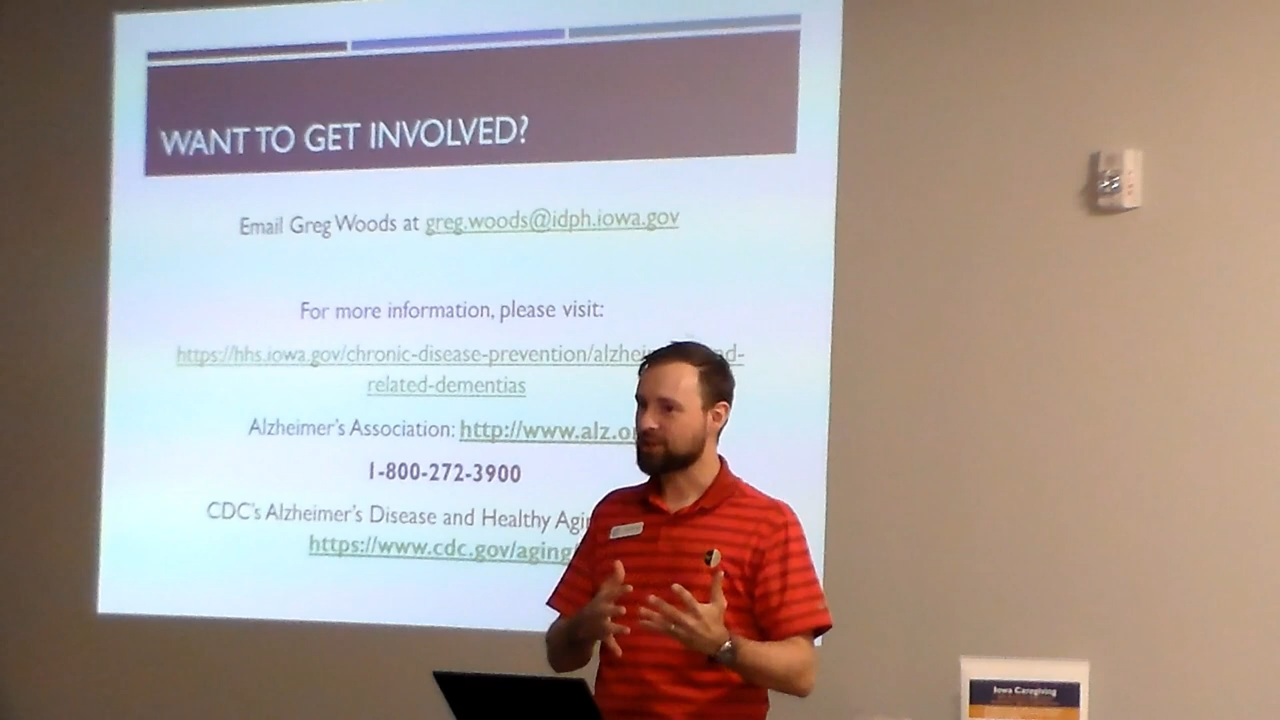 WANT TO GET INVOLVED?
Email Greg Woods at greg.woods@idph.iowa.gov
For more information, please visit:
https://hhs.iowa.gov/chronic-disease-prevention/alzhei nd-
related-dementias
Alzheimer's Association: http://www.alz.or
1-800-272-3900
CDC's Alzheimer's Disease and Healthy Agi
https://www.cdc.gov/aging
Iowa Caregiving